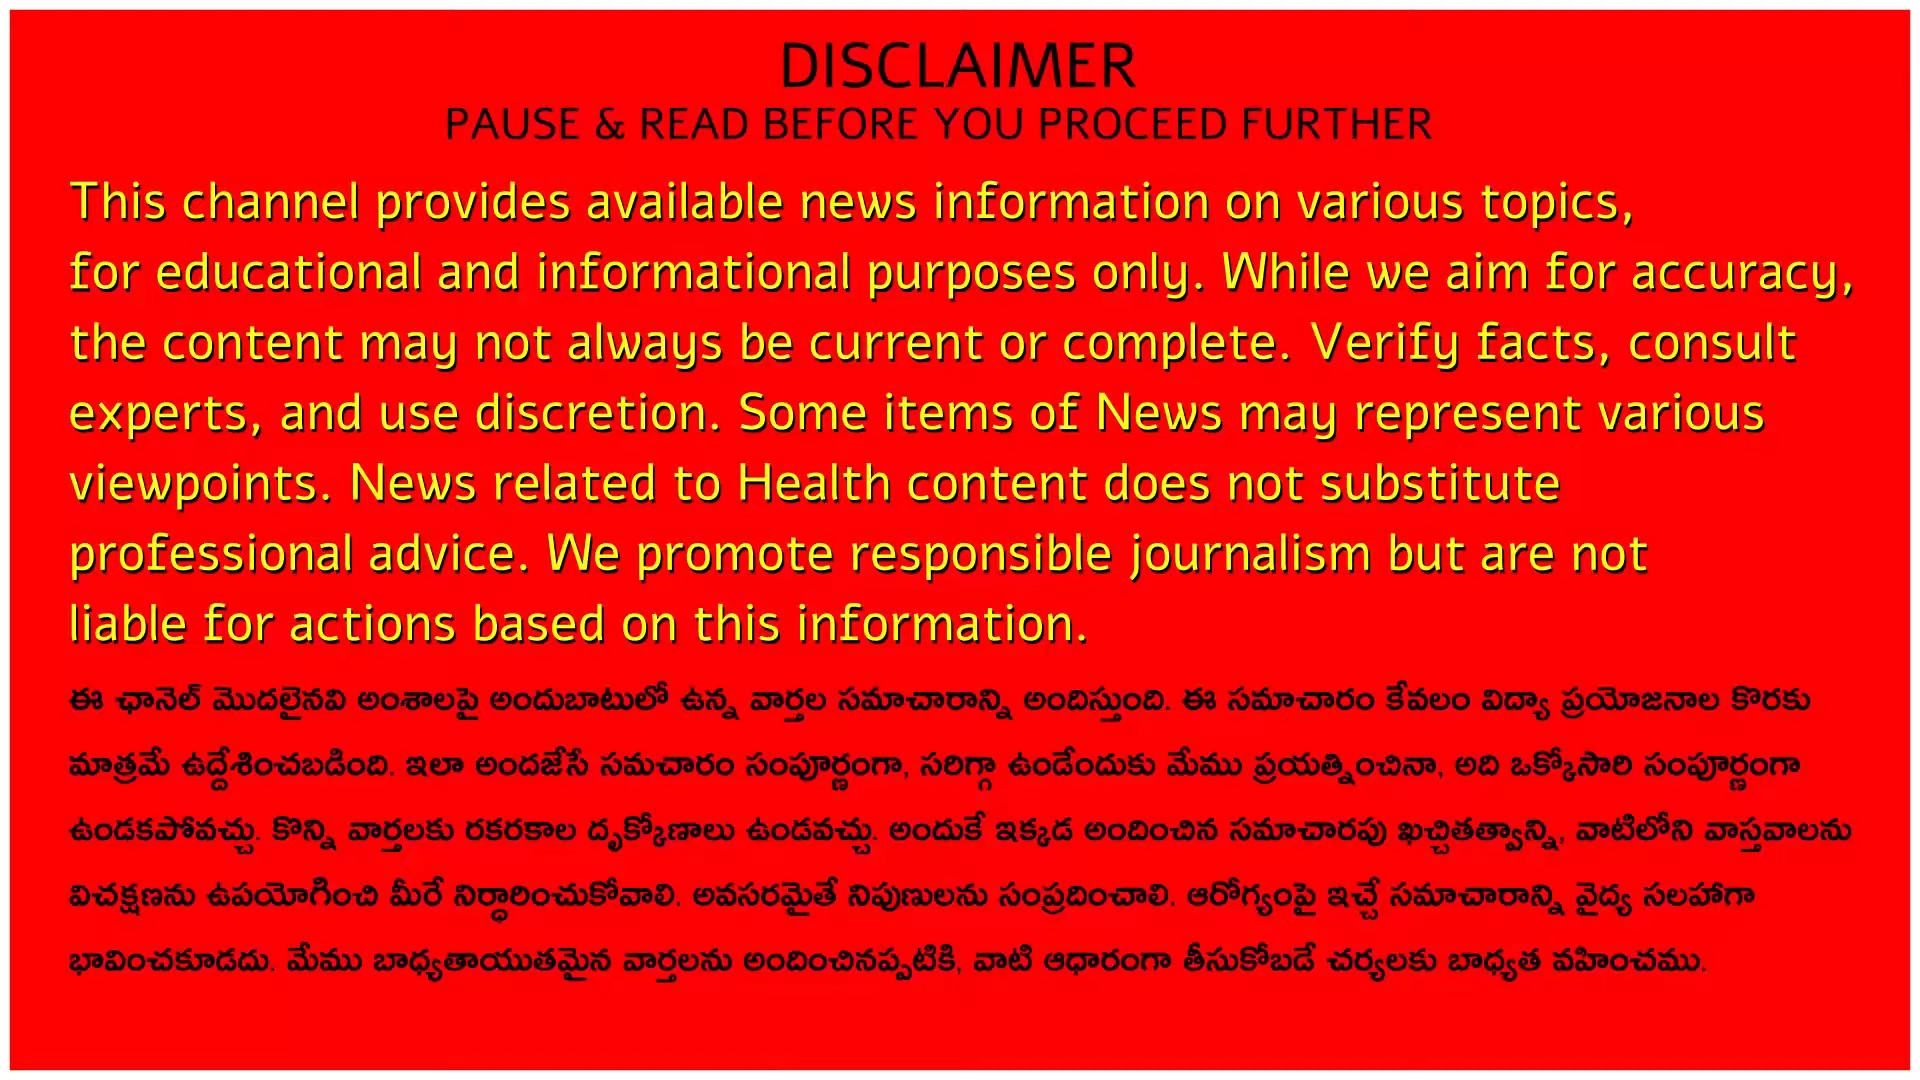 DISCLAIMER
PAUSE & READ BEFORE YOU PROCEED FURTHER
This channel provides available news information on various topics,
for educational and informational purposes only. While we aim for accuracy,
the content may not always be current or complete. Verify facts, consult
experts, and use discretion. Some items of News may represent various
viewpoints. News related to Health content does not substitute
professional advice. We promote responsible journalism but are not
liable for actions based on this information.
ఈ ఛానెల్ మొదలైనవి అంశాలపై అందుబాటులో ఉన్న వార్తల సమాచారాన్ని అందిస్తుంది. ఈ సమాచారం కేవలం విద్యా ప్రయోజనాల కొరకు
మాత్రమే ఉద్దేశించబడింది. ఇలా అందజేసే సమచారం సంపూర్ణంగా, సరిగ్గా ఉండేందుకు మేము ప్రయత్నించినా, అది ఒక్కోసారి సంపూర్ణంగా
ఉండకపోవచ్చు. కొన్ని వార్తలకు రకరకాల దృక్కోణాలు ఉండవచ్చు. అందుకే ఇక్కడ అందించిన సమాచారపు ఖచ్చితత్వాన్ని, వాటిలోని వాస్తవాలను
విచక్షణను ఉపయోగించి మీరే నిర్ధారించుకోవాలి. అవసరమైతే నిపుణులను సంప్రదించాలి. ఆరోగ్యంపై ఇచ్చే సమాచారాన్ని వైద్య సలహాగా
భావించకూడదు. మేము బాధ్యతాయుతమైన వార్తలను అందించినప్పటికి, వాటి ఆధారంగా తీసుకోబడే చర్యలకు బాధ్యత వహించము.